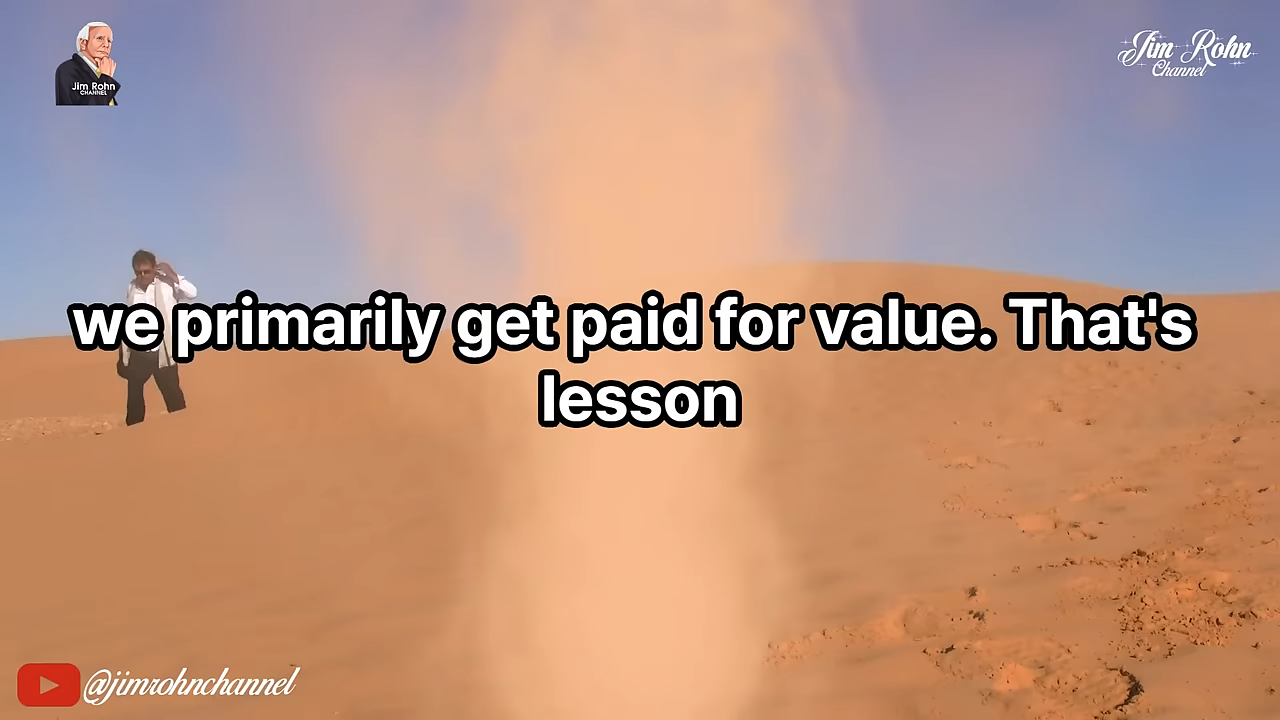 Jim Rohn
CHANNEL
Jim Rohn
Channel
we primarily get paid for value. That's
lesson
@jimrohnchannel